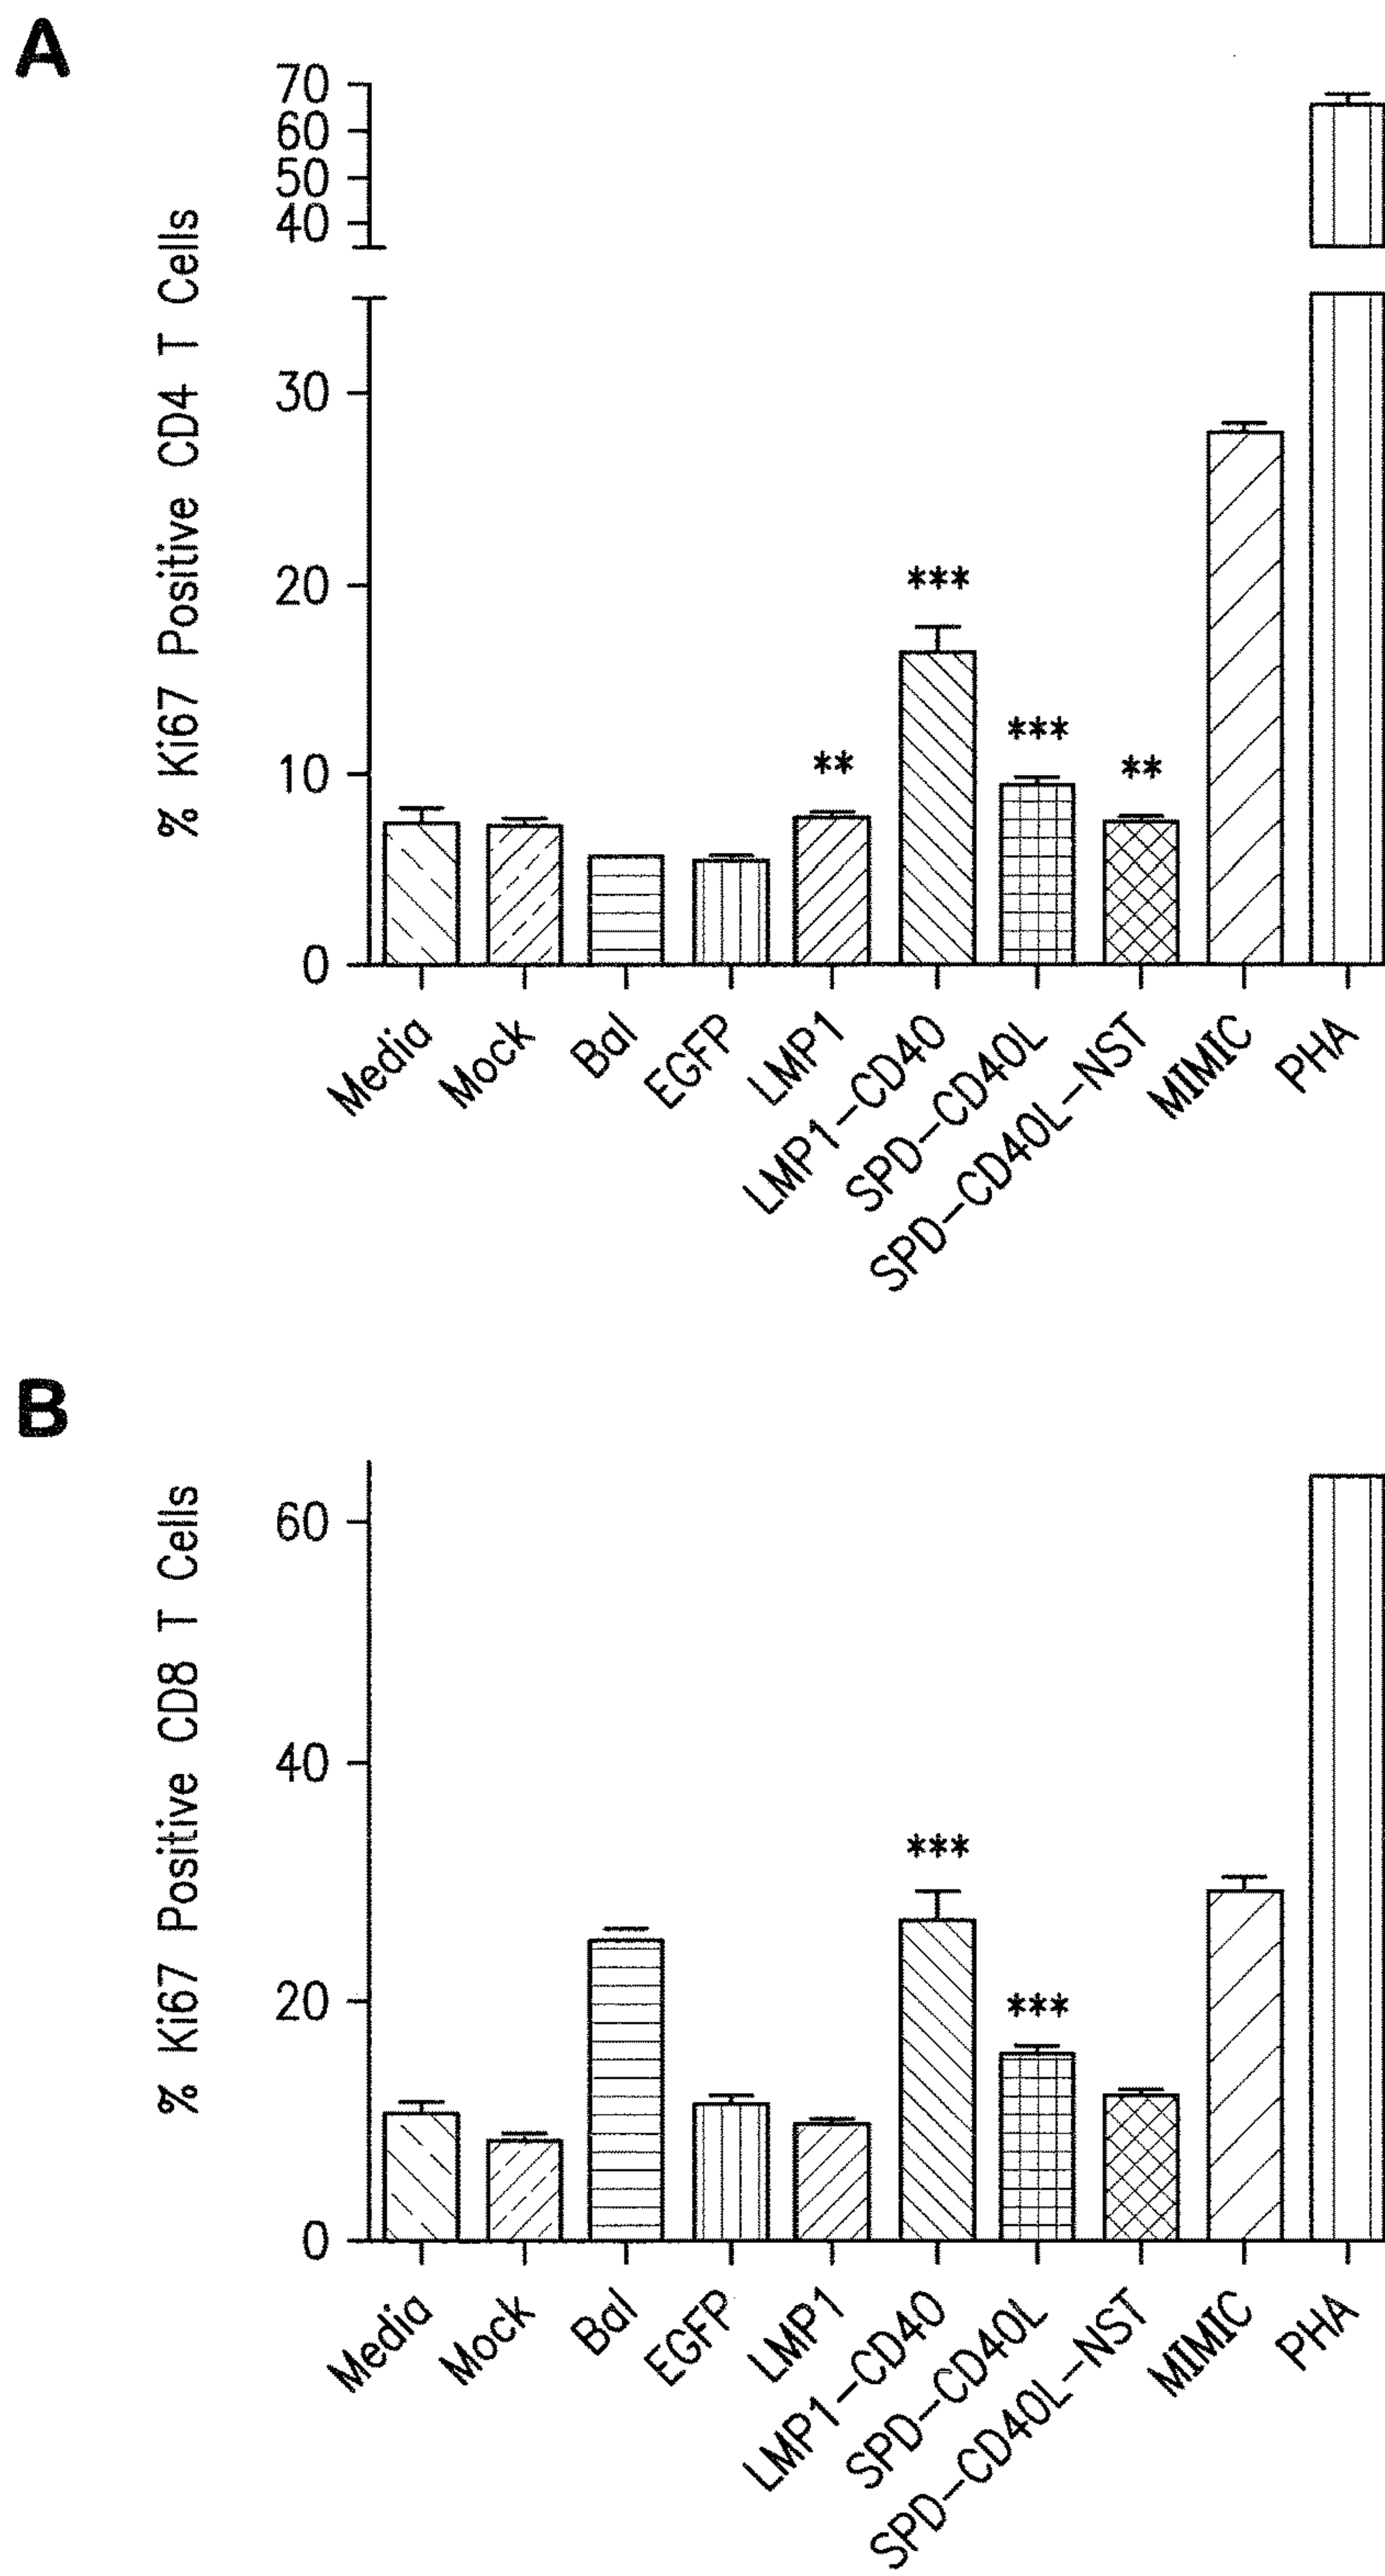 A
% Ki67 Positive CD4 T Cells
70
60
50
40
30
20
10
0
**
***
***
**
Media
Mock
Bal
EGFP
LMP1
LMP1-CD40
SPD-CD40L
SPD-CD40L-NST
MIMIC
PHA
B
% Ki67 Positive CD8 T Cells
60
40
20
0
***
***
Media
Mock
Bal
EGFP
LMP1
LMP1-CD40
SPD-CD40L
SPD-CD40L-NST
MIMIC
PHA